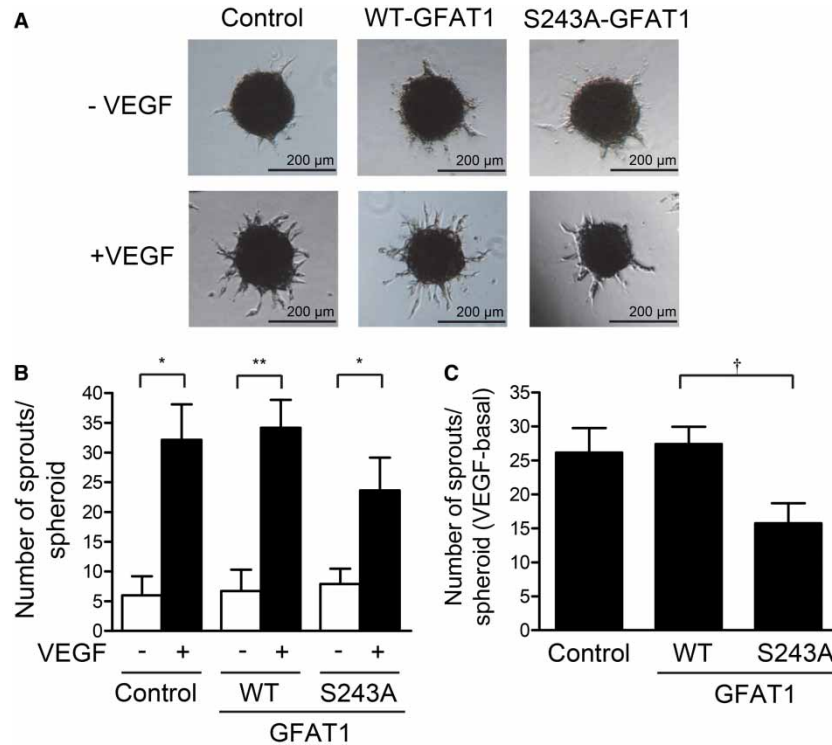 A
Control WT-GFAT1 S243A-GFAT1
- VEGF
200 µm 200 µm 200 µm
+VEGF
200 µm 200 µm 200 µm
B
* ** *
Number of sprouts/
spheroid
40
35
30
25
20
15
10
5
0
VEGF - + - + - +
Control WT S243A
GFAT1
C
†
Number of sprouts/
spheroid (VEGF-basal)
35
30
25
20
15
10
5
0
Control WT S243A
GFAT1